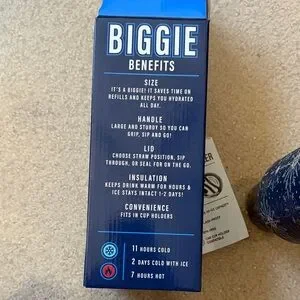 BIGGIE
BENEFITS
SIZE
IT'S A BIGGIE! IT SAVES TIME ON
REFILLS AND KEEPS YOU HYDRATED
ALL DAY.
HANDLE
LARGE AND STURDY SO YOU CAN
GRIP, SIP AND GO!
LID
CHOOSE STRAW POSITION, SIP
THROUGH, OR SEAL FOR ON THE GO.
INSULATION
KEEPS DRINK WARM FOR HOURS &
ICE STAYS INTACT 1-2 DAYS!
CONVENIENCE
FITS IN CUP HOLDERS
11 HOURS COLD
2 DAYS COLD WITH ICE
7 HOURS HOT